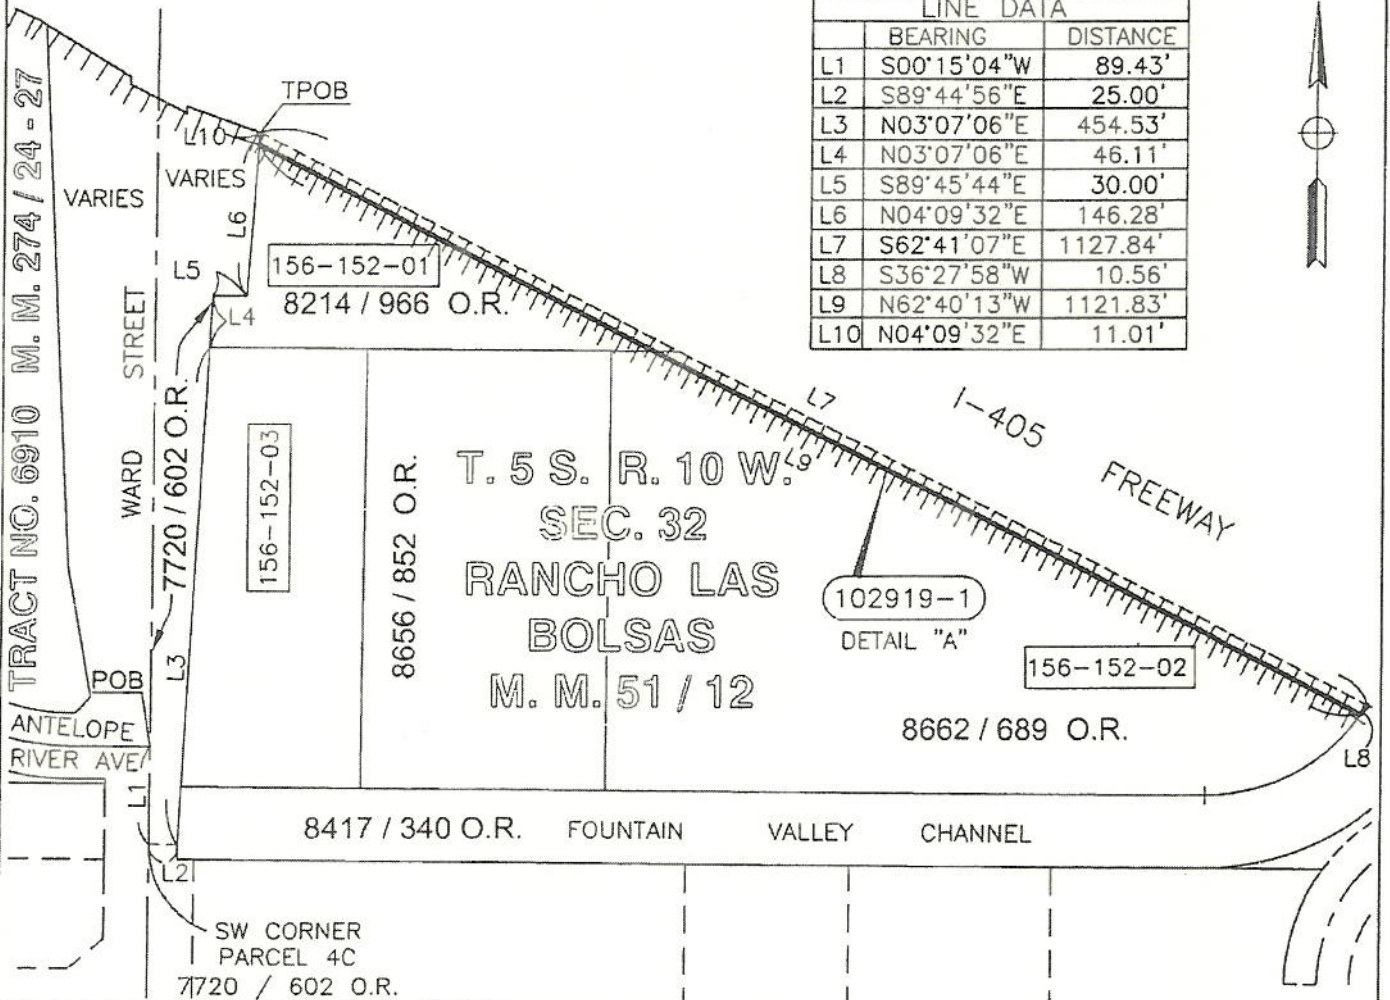 LINE DATA
BEARING DISTANCE
L1 S00°15'04"W 89.43'
L2 S89°44'56"E 25.00'
L3 N03°07'06"E 454.53'
L4 N03°07'06"E 46.11'
L5 S89°45'44"E 30.00'
L6 N04°09'32"E 146.28'
L7 S62°41'07"E 1127.84'
L8 S36°27'58"W 10.56'
L9 N62°40'13"W 1121.83'
L10 N04°09'32"E 11.01'
TRACT NO. 6910 M. M. 274 / 24 - 27
TPOB
L10
VARIES
VARIES
L6
L5
L4
156-152-01
8214 / 966 O.R.
WARD STREET
7720 / 602 O.R.
156-152-03
8656 / 852 O.R.
T. 5 S. R. 10 W.
SEC. 32
RANCHO LAS
BOLSAS
M. M. 51 / 12
L7
L9
I-405
FREEWAY
102919-1
DETAIL "A"
156-152-02
8662 / 689 O.R.
L8
L3
POB
ANTELOPE
RIVER AVE
L1
L2
8417 / 340 O.R. FOUNTAIN VALLEY CHANNEL
SW CORNER
PARCEL 4C
7720 / 602 O.R.